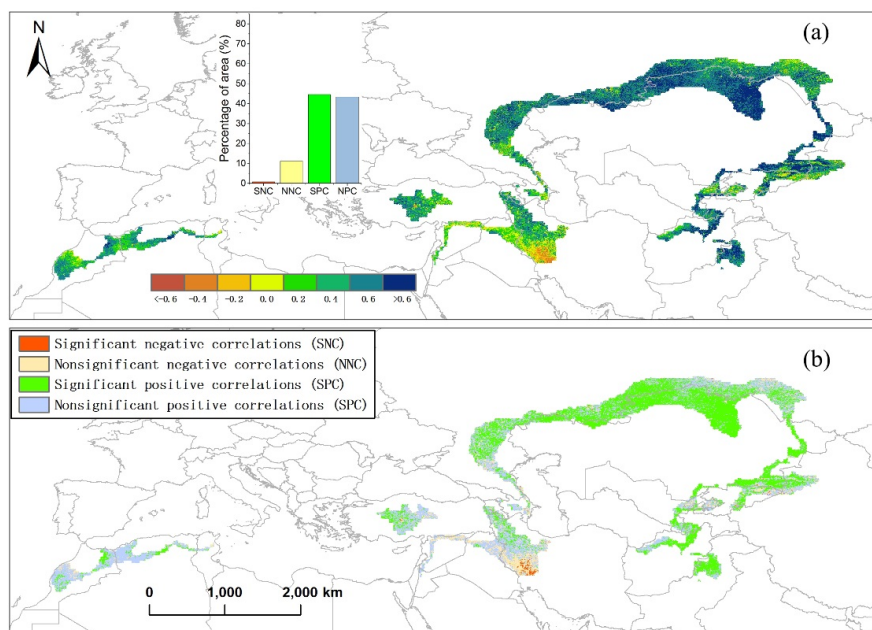 N
(a)
Percentage of area (%)
80
70
60
50
40
30
20
10
0
SNC NNC SPC NPC
<-0.6 -0.4 -0.2 0.0 0.2 0.4 0.6 >0.6
(b)
Significant negative correlations (SNC)
Nonsignificant negative correlations (NNC)
Significant positive correlations (SPC)
Nonsignificant positive correlations (SPC)
0 1,000 2,000 km